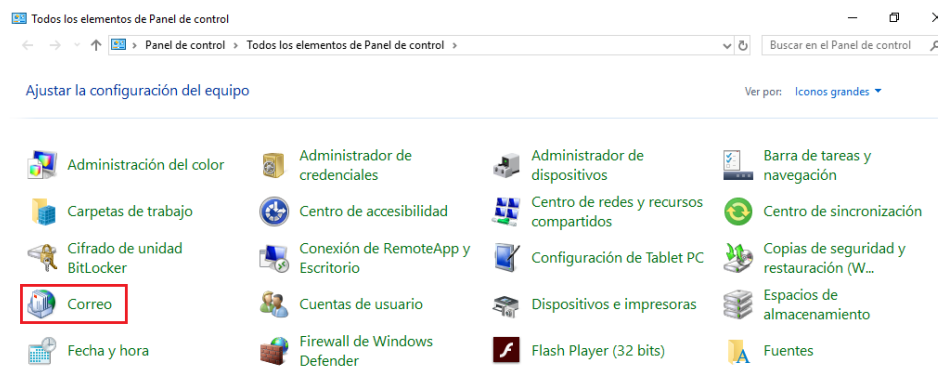 Todos los elementos de Panel de control
Panel de control › Todos los elementos de Panel de control ›
Buscar en el Panel de control
Ajustar la configuración del equipo
Ver por: Iconos grandes
Administración del color
Administrador de
credenciales
Administrador de
dispositivos
Barra de tareas y
navegación
Carpetas de trabajo
Centro de accesibilidad
Centro de redes y recursos
compartidos
Centro de sincronización
Cifrado de unidad
BitLocker
Conexión de RemoteApp y
Escritorio
Configuración de Tablet PC
Copias de seguridad y
restauración (W...
Correo
Cuentas de usuario
Dispositivos e impresoras
Espacios de
almacenamiento
Fecha y hora
Firewall de Windows
Defender
Flash Player (32 bits)
Fuentes